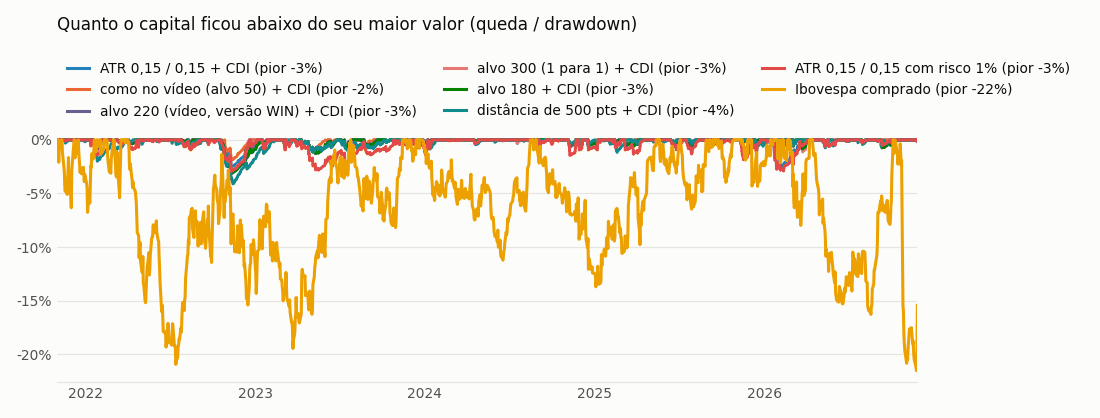 Quanto o capital ficou abaixo do seu maior valor (queda / drawdown)
ATR 0,15 / 0,15 + CDI (pior -3%)
como no vídeo (alvo 50) + CDI (pior -2%)
alvo 220 (vídeo, versão WIN) + CDI (pior -3%)
alvo 300 (1 para 1) + CDI (pior -3%)
alvo 180 + CDI (pior -3%)
distância de 500 pts + CDI (pior -4%)
ATR 0,15 / 0,15 com risco 1% (pior -3%)
Ibovespa comprado (pior -22%)
0%
-5%
-10%
-15%
-20%
2022
2023
2024
2025
2026